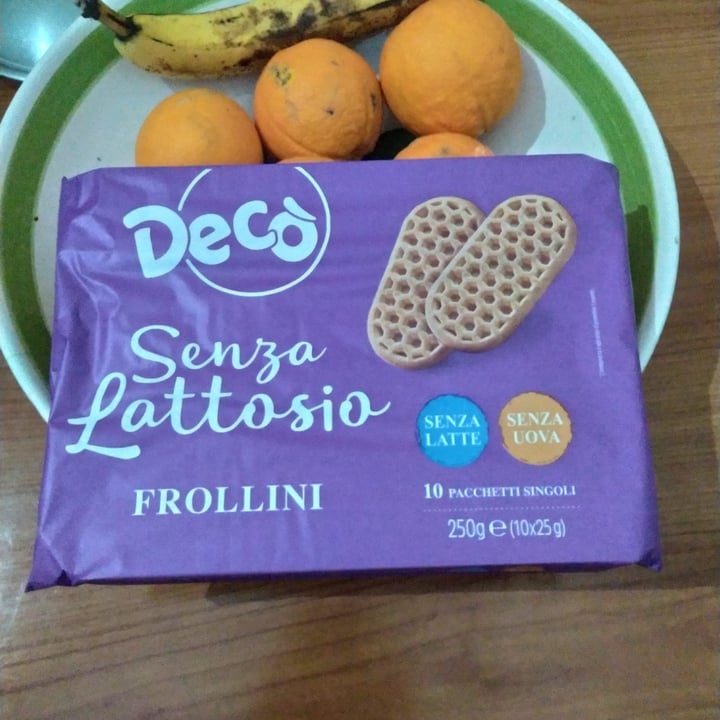 Decò
Senza
Lattosio
FROLLINI
SENZA
LATTE
SENZA
UOVA
10 PACCHETTI SINGOLI
250g ℮ (10x25g)